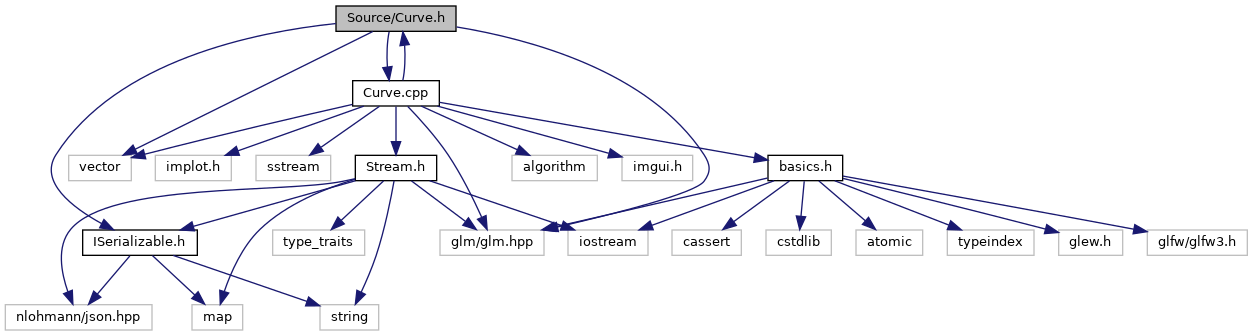 Source/Curve.h
Curve.cpp
vector
implot.h
sstream
Stream.h
algorithm
imgui.h
basics.h
ISerializable.h
type_traits
glm/glm.hpp
iostream
cassert
cstdlib
atomic
typeindex
glew.h
glfw/glfw3.h
nlohmann/json.hpp
map
string